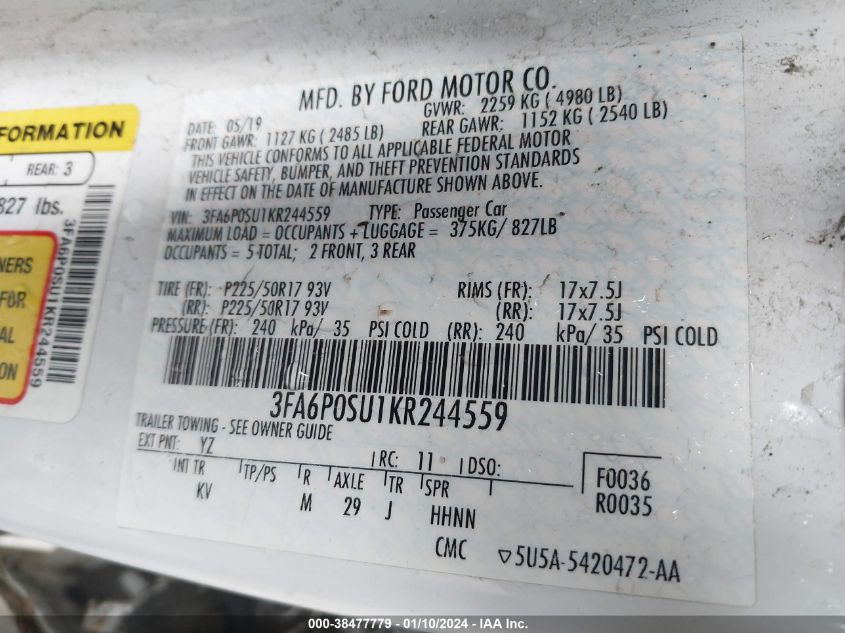 MFD. BY FORD MOTOR CO.
DATE: 05/19 GVWR: 2259 KG ( 4980 LB)
FRONT GAWR: 1127 KG ( 2485 LB) REAR GAWR: 1152 KG ( 2540 LB)
THIS VEHICLE CONFORMS TO ALL APPLICABLE FEDERAL MOTOR
VEHICLE SAFETY, BUMPER, AND THEFT PREVENTION STANDARDS
IN EFFECT ON THE DATE OF MANUFACTURE SHOWN ABOVE.
VIN: 3FA6P0SU1KR244559 TYPE: Passenger Car
MAXIMUM LOAD = OCCUPANTS + LUGGAGE = 375KG/ 827LB
OCCUPANTS = 5 TOTAL; 2 FRONT, 3 REAR
TIRE (FR): P225/50R17 93V RIMS (FR): 17x7.5J
(RR): P225/50R17 93V (RR): 17x7.5J
PRESSURE (FR): 240 kPa/ 35 PSI COLD (RR): 240 kPa/ 35 PSI COLD
3FA6P0SU1KR244559
TRAILER TOWING - SEE OWNER GUIDE
EXT PNT: YZ RC: 11 DSO:
INT TR TP/PS R AXLE TR SPR
KV M 29 J HHNN
F0036
R0035
CMC ▽5U5A-5420472-AA
FORMATION
REAR: 3
827 lbs.
3FA6P0SU1KR244559
NERS
FOR
AL
ON
000-38477779 - 01/10/2024 - IAA Inc.